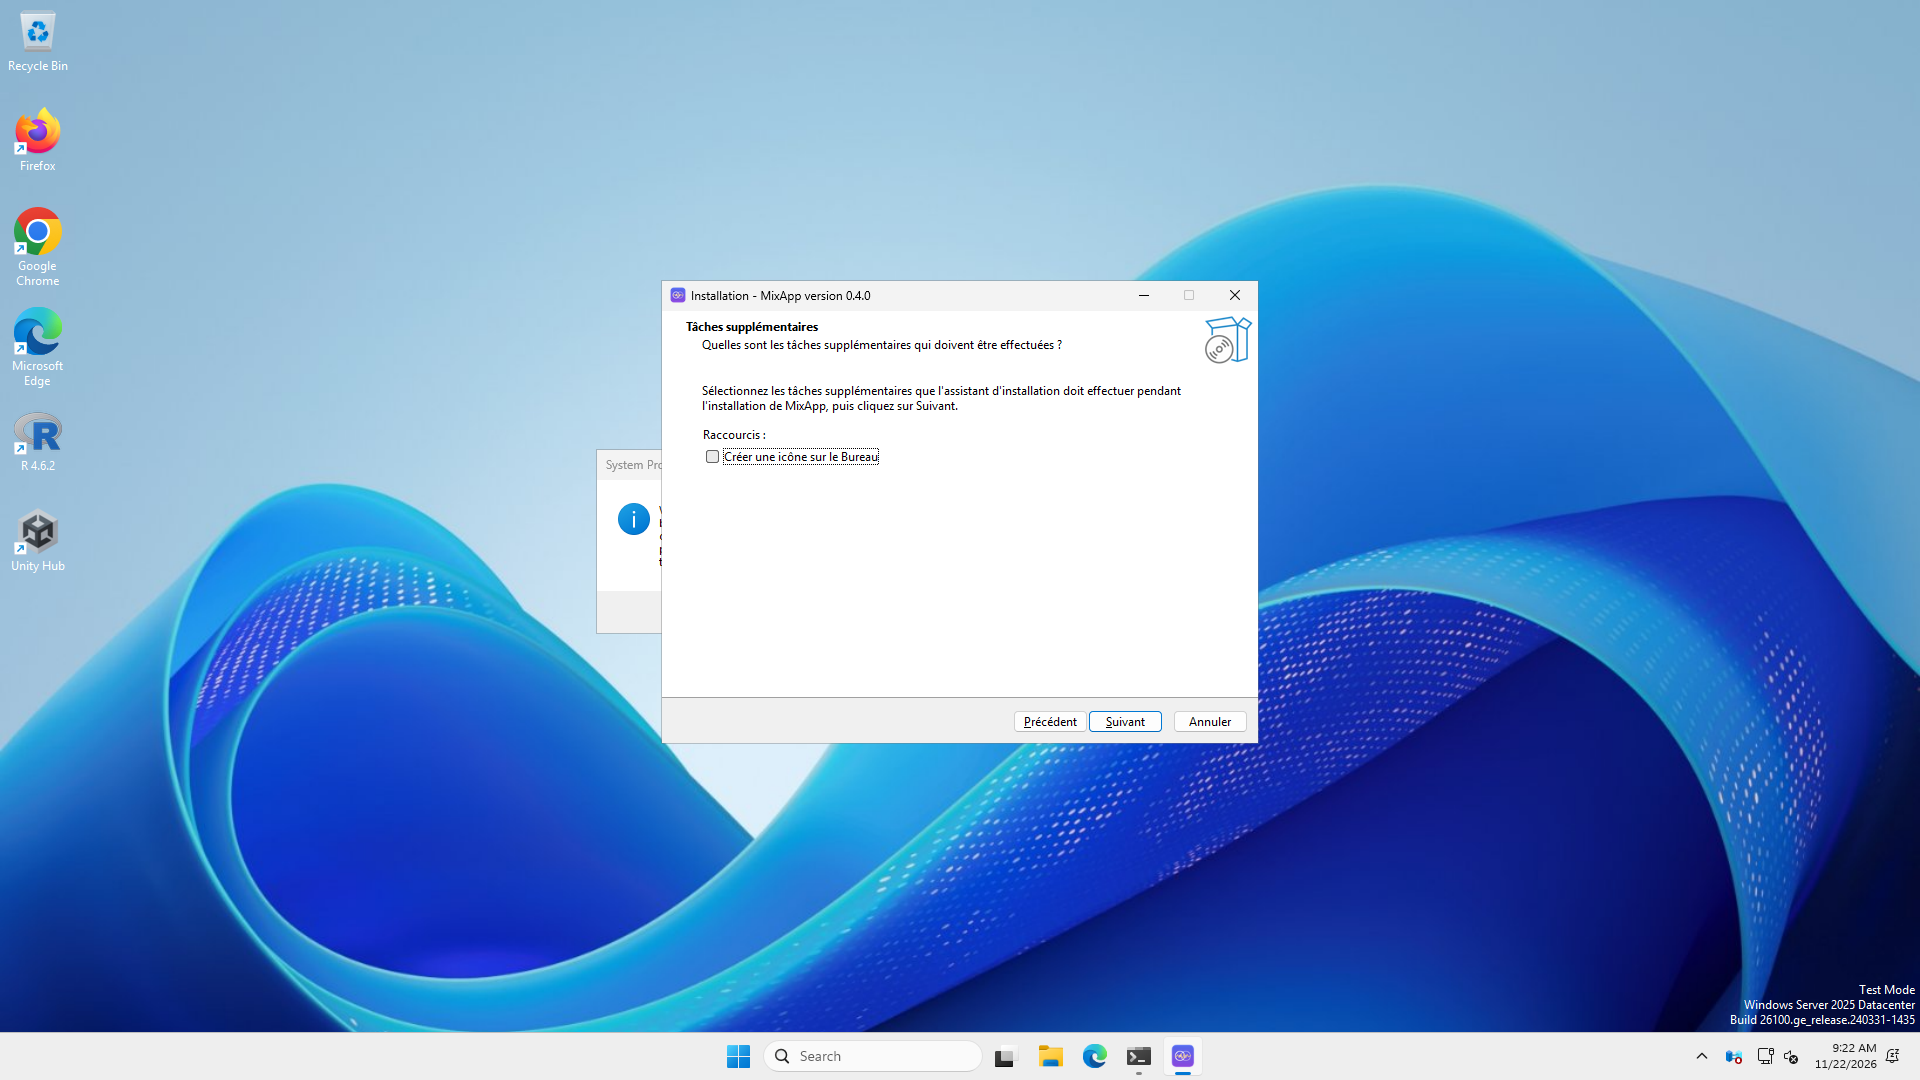 Recycle Bin
Firefox
Google
Chrome
Microsoft
Edge
R 4.6.2
Unity Hub
System Pro
Installation - MixApp version 0.4.0
Tâches supplémentaires
Quelles sont les tâches supplémentaires qui doivent être effectuées ?
Sélectionnez les tâches supplémentaires que l'assistant d'installation doit effectuer pendant
l'installation de MixApp, puis cliquez sur Suivant.
Raccourcis :
Créer une icône sur le Bureau
Précédent
Suivant
Annuler
Test Mode
Windows Server 2025 Datacenter
Build 26100.ge_release.240331-1435
Search
9:22 AM
11/22/2026